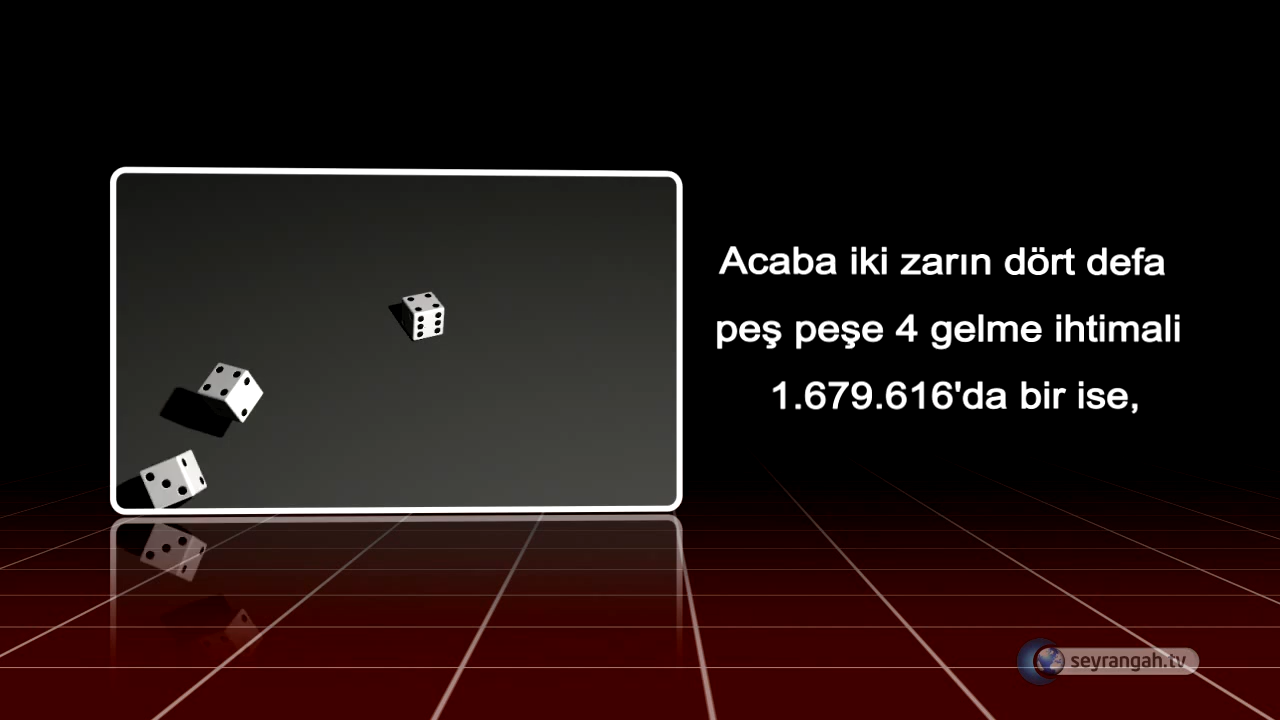 Acaba iki zarın dört defa
peş peşe 4 gelme ihtimali
1.679.616'da bir ise,
seyrangah.tv